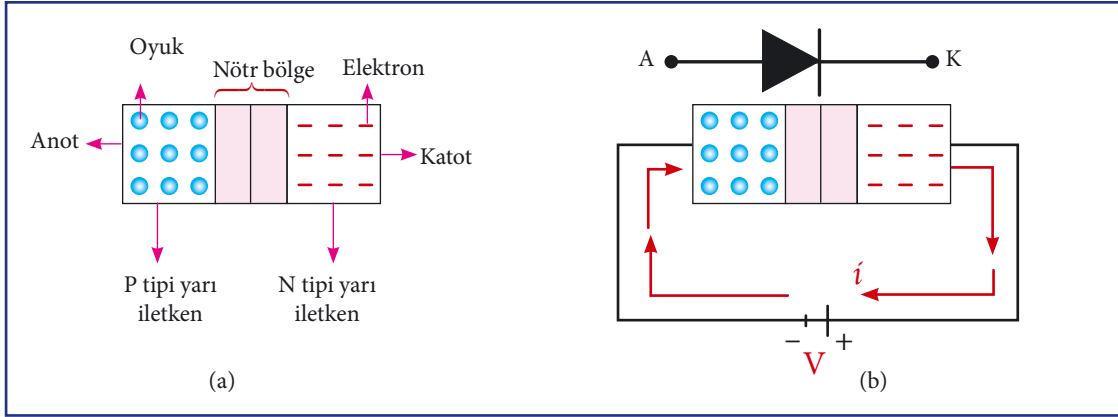 Oyuk
Nötr bölge
Elektron
Anot
Katot
P tipi yarı
iletken
N tipi yarı
iletken
(a)
A
K
i
−
+
V
(b)